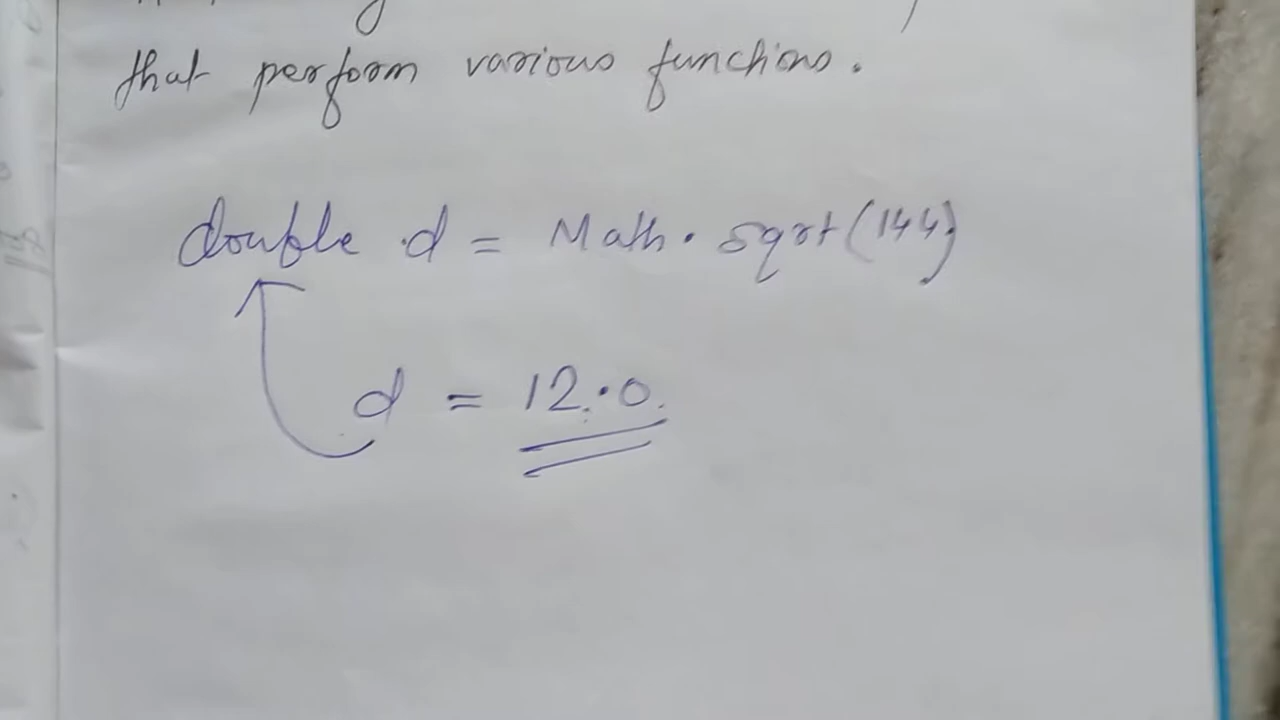 that perform various functions.
double d = Math.sqrt(144)
d = 12.0